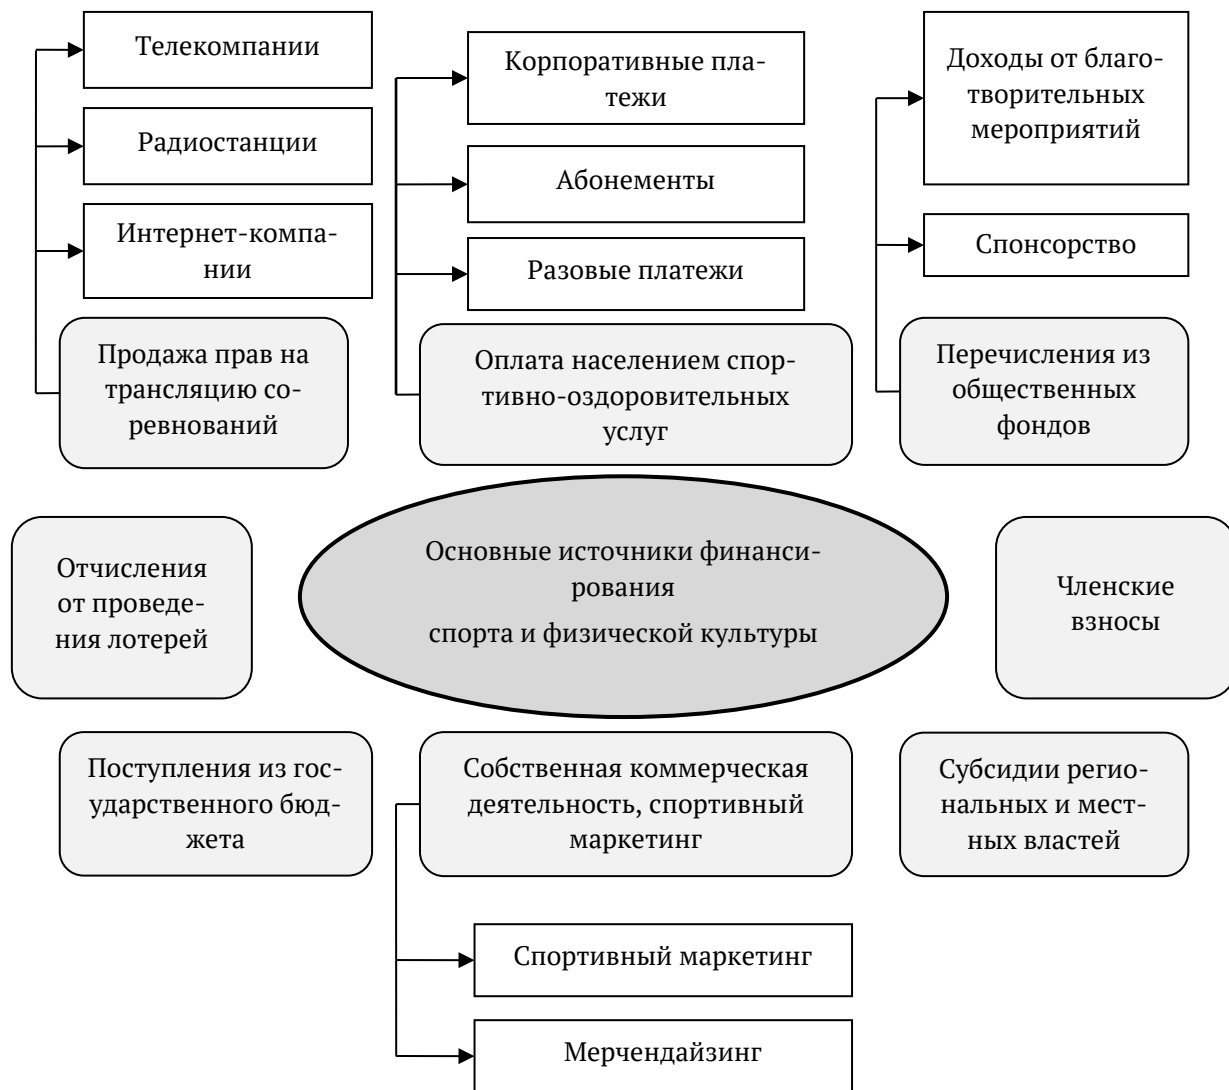 Телекомпании
Радиостанции
Интернет-компа-
нии
Продажа прав на
трансляцию со-
ревнований
Корпоративные пла-
тежи
Абонементы
Разовые платежи
Оплата населением спор-
тивно-оздоровительных
услуг
Доходы от благо-
творительных
мероприятий
Спонсорство
Перечисления из
общественных
фондов
Отчисления
от проведе-
ния лотерей
Основные источники финанси-
рования
спорта и физической культуры
Членские
взносы
Поступления из гос-
ударственного бюд-
жета
Собственная коммерческая
деятельность, спортивный
маркетинг
Субсидии регио-
нальных и мест-
ных властей
Спортивный маркетинг
Мерчендайзинг